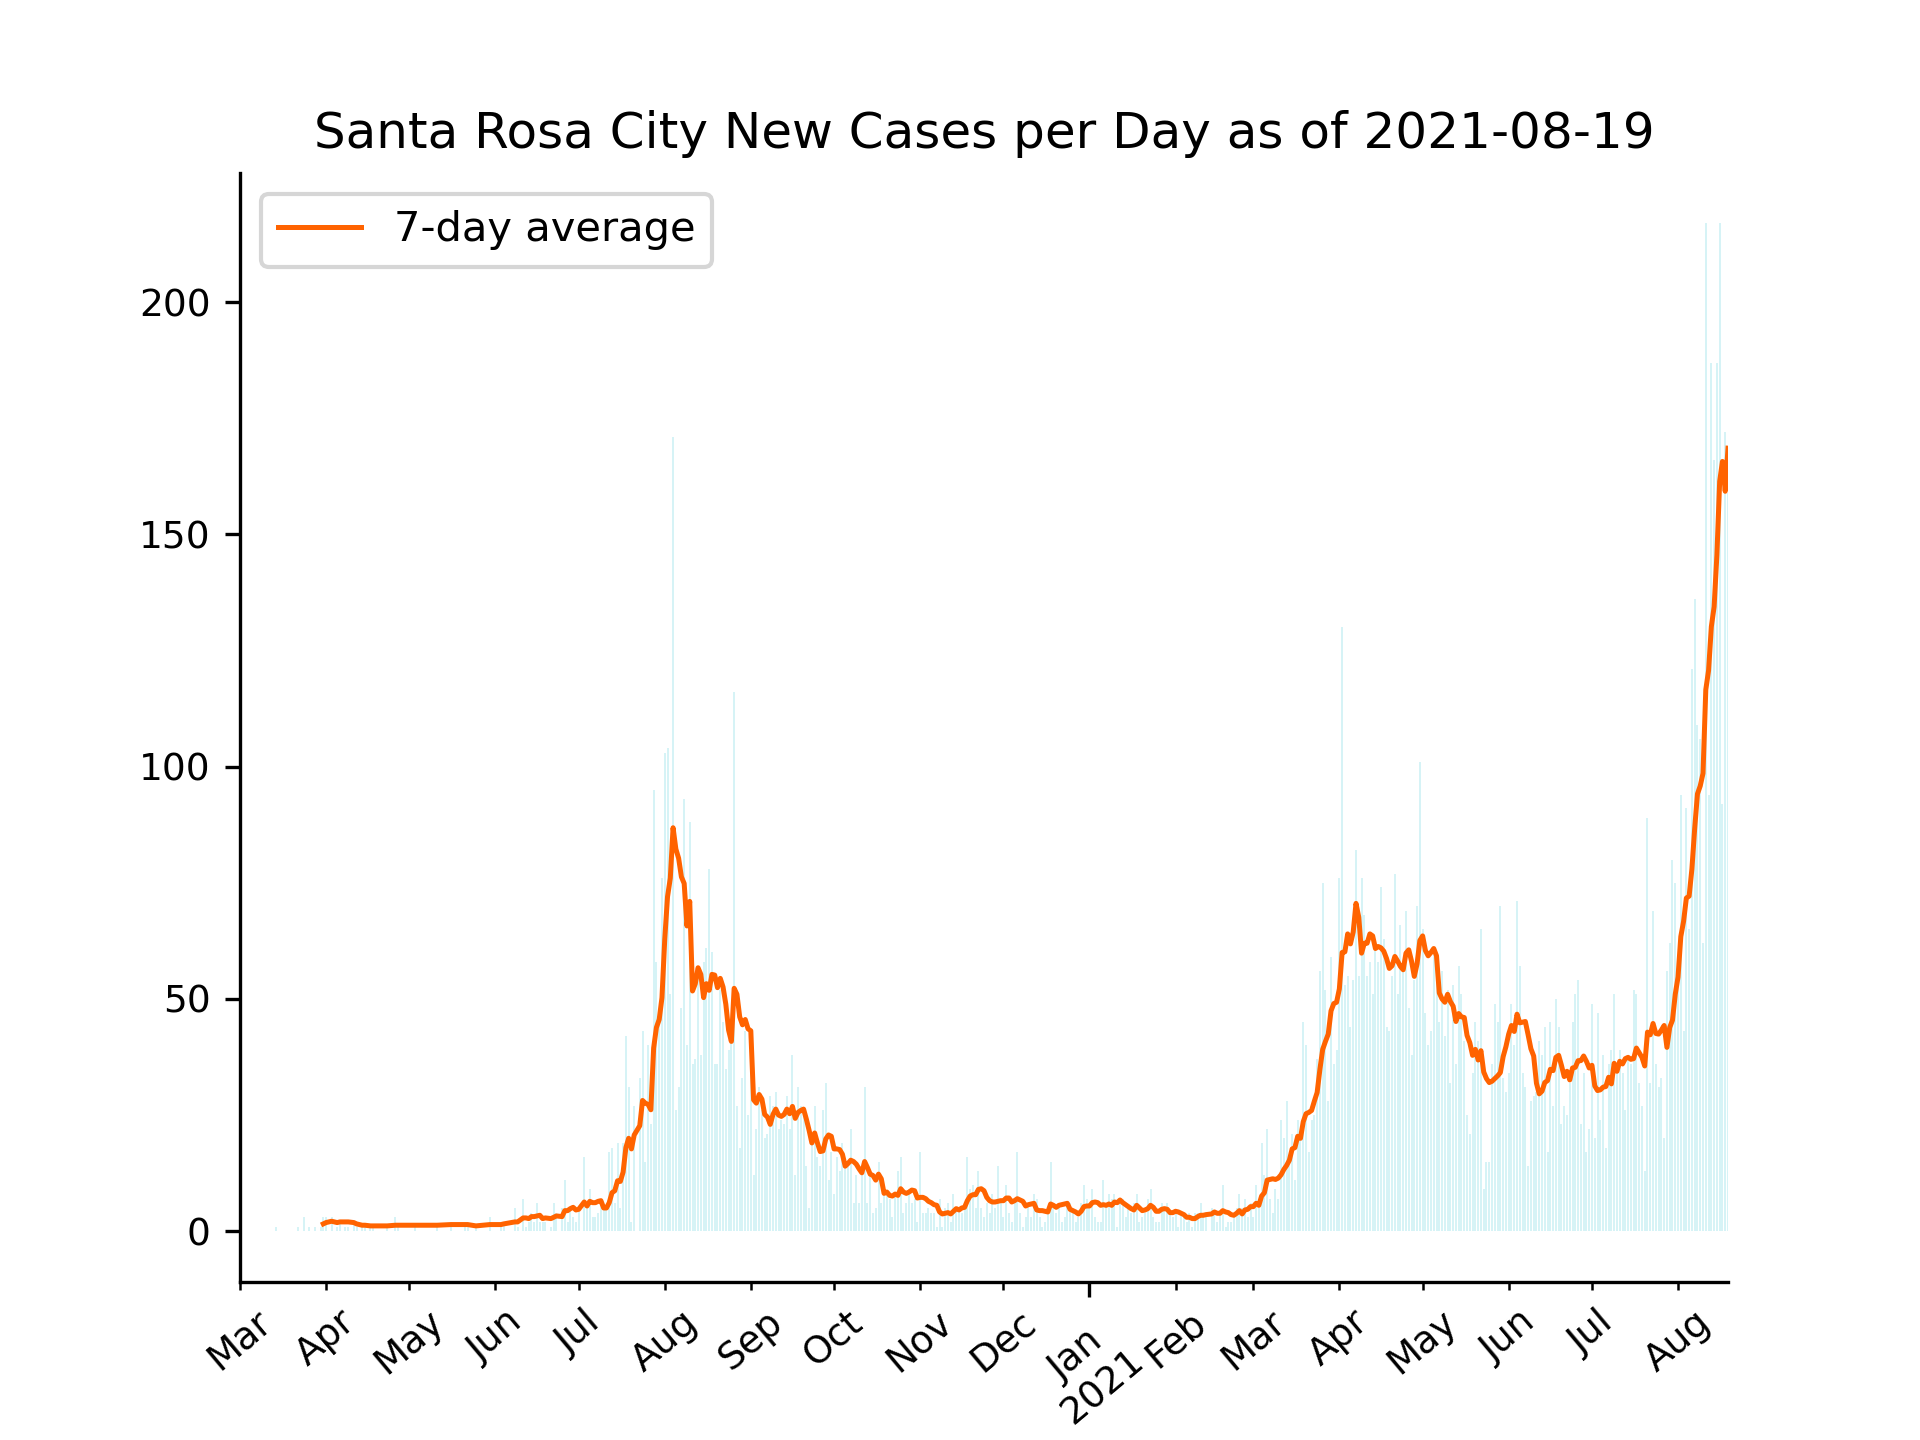 Santa Rosa City New Cases per Day as of 2021-08-19
7-day average
200
150
100
50
0
Mar Apr May Jun Jul Aug Sep Oct Nov Dec Jan Feb Mar Apr May Jun Jul Aug
2021